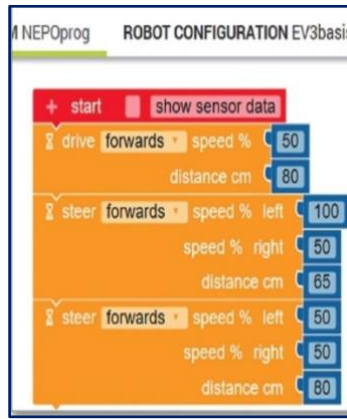 M NEPOprog ROBOT CONFIGURATION EV3basis
+ start show sensor data
drive forwards speed % 50
distance cm 80
steer forwards speed % left 100
speed % right 50
distance cm 65
steer forwards speed % left 50
speed % right 50
distance cm 80